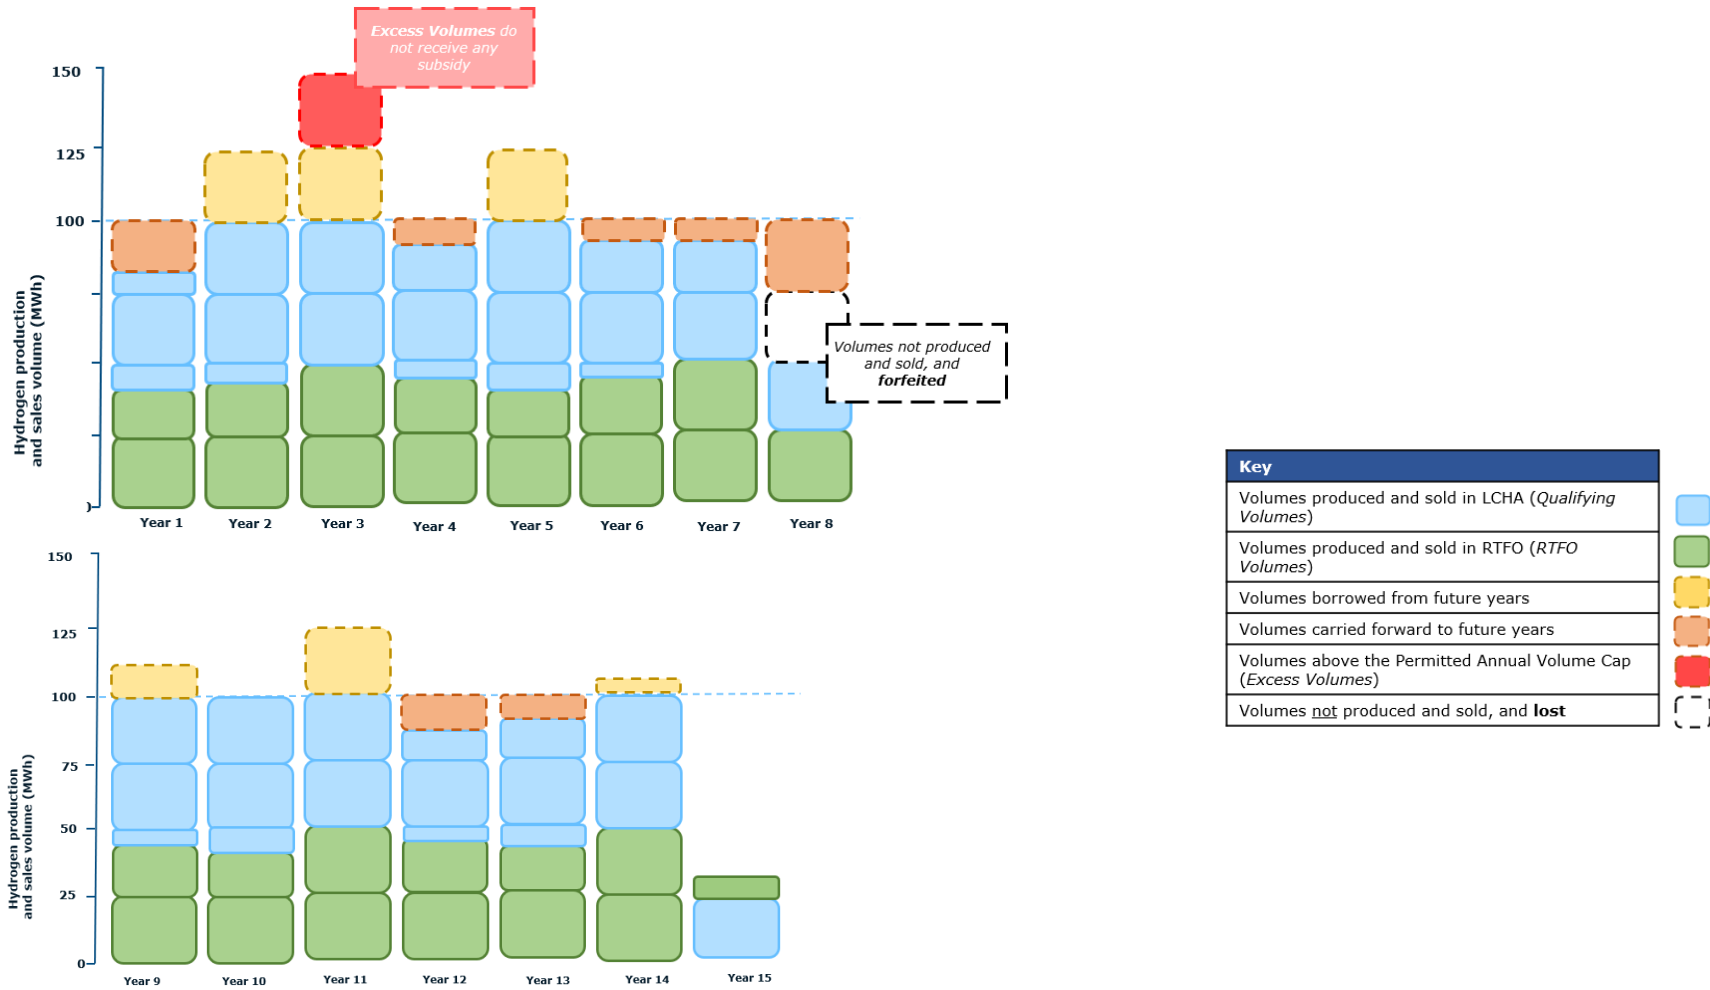 Excess Volumes do
not receive any
subsidy
150
125
100
Hydrogen production
and sales volume (MWh)
Volumes not produced
and sold, and
forfeited
Year 1
Year 2
Year 3
Year 4
Year 5
Year 6
Year 7
Year 8
150
125
100
75
50
25
0
Hydrogen production
and sales volume (MWh)
Year 9
Year 10
Year 11
Year 12
Year 13
Year 14
Year 15
Key
Volumes produced and sold in LCHA (Qualifying
Volumes)
Volumes produced and sold in RTFO (RTFO
Volumes)
Volumes borrowed from future years
Volumes carried forward to future years
Volumes above the Permitted Annual Volume Cap
(Excess Volumes)
Volumes not produced and sold, and lost